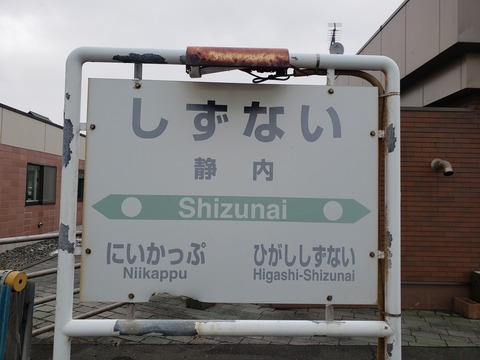 しずない
静内
Shizunai
にいかっぷ ひがししずない
Niikappu Higashi-Shizunai